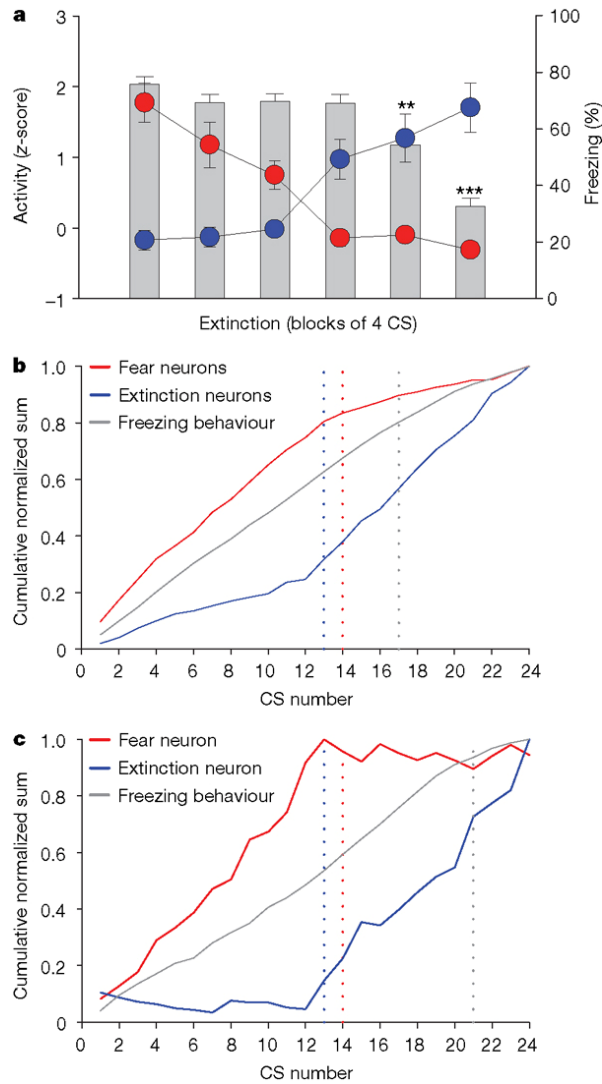 a
3
2
1
0
−1
Activity (z-score)
100
80
60
40
20
0
Freezing (%)
**
***
Extinction (blocks of 4 CS)
b
1.0
0.8
0.6
0.4
0.2
0
Cumulative normalized sum
Fear neurons
Extinction neurons
Freezing behaviour
0 2 4 6 8 10 12 14 16 18 20 22 24
CS number
c
1.0
0.8
0.6
0.4
0.2
0
Cumulative normalized sum
Fear neuron
Extinction neuron
Freezing behaviour
0 2 4 6 8 10 12 14 16 18 20 22 24
CS number